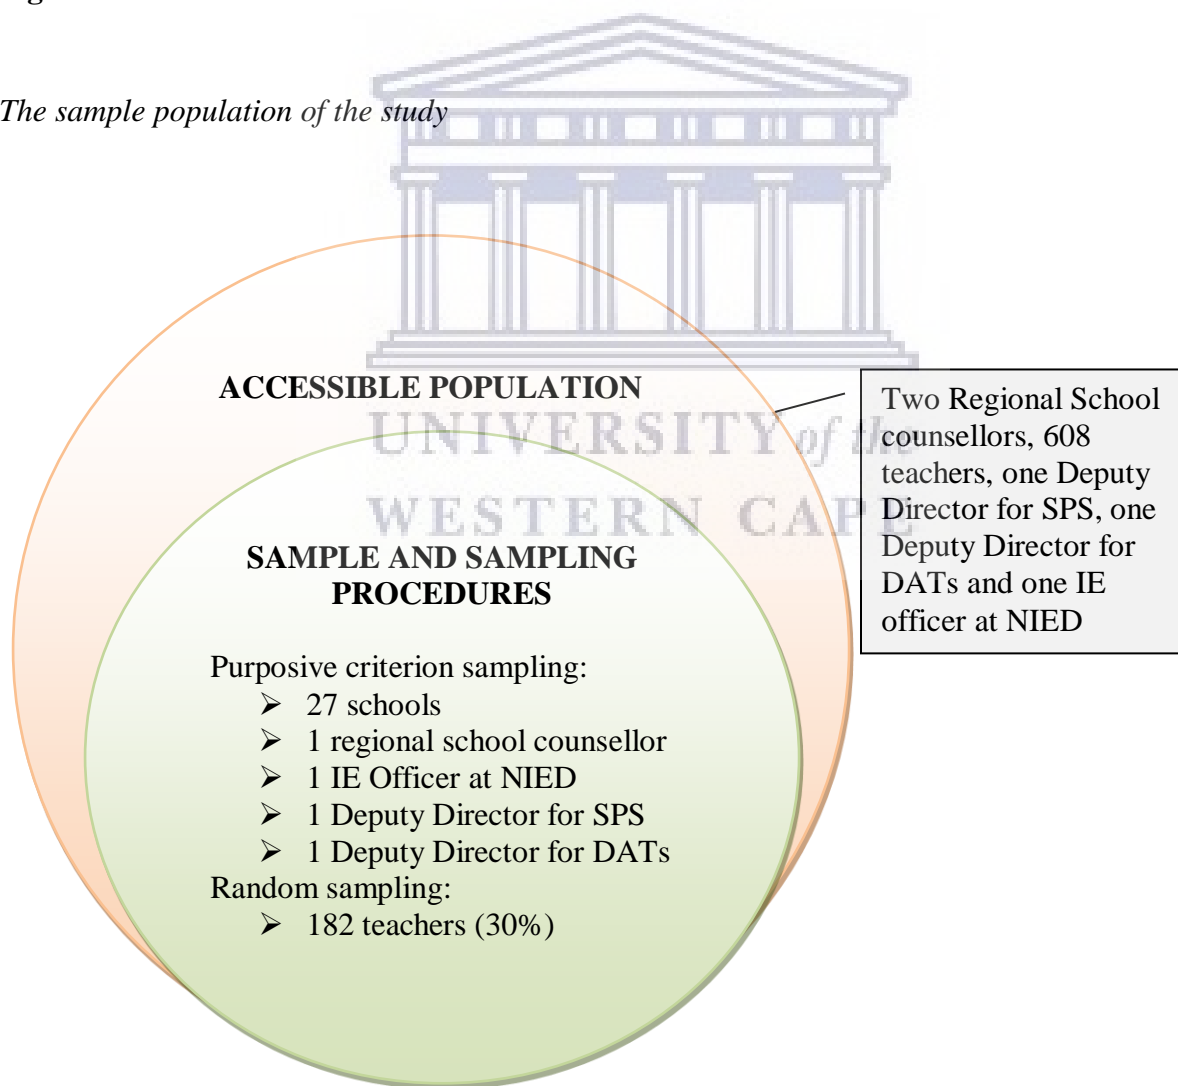 The sample population of the study
ACCESSIBLE POPULATION
UNIVERSITY of the
WESTERN CAPE
Two Regional School
counsellors, 608
teachers, one Deputy
Director for SPS, one
Deputy Director for
DATs and one IE
officer at NIED
SAMPLE AND SAMPLING
PROCEDURES
Purposive criterion sampling:
➢ 27 schools
➢ 1 regional school counsellor
➢ 1 IE Officer at NIED
➢ 1 Deputy Director for SPS
➢ 1 Deputy Director for DATs
Random sampling:
➢ 182 teachers (30%)